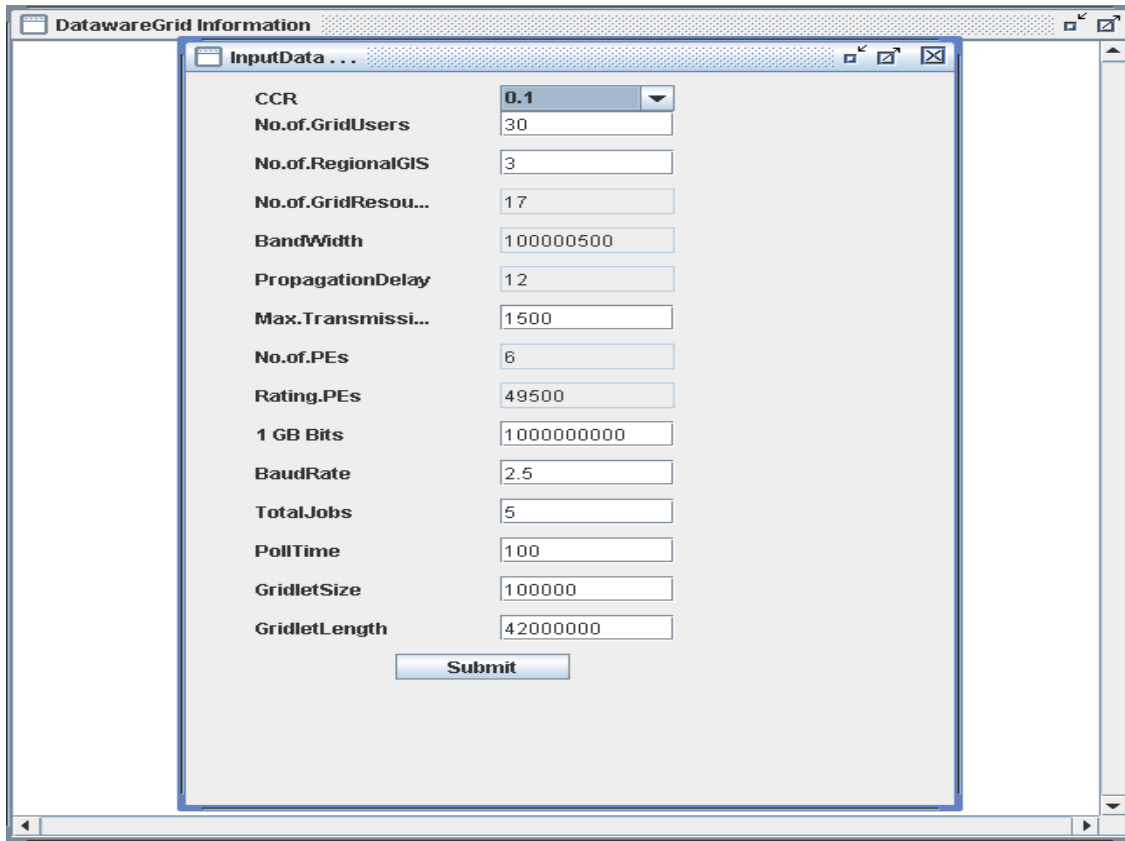 DatawareGrid Information
InputData ...
CCR 0.1
No.of.GridUsers 30
No.of.RegionalGIS 3
No.of.GridResou... 17
BandWidth 100000500
PropagationDelay 12
Max.Transmissi... 1500
No.of.PEs 6
Rating.PEs 49500
1 GB Bits 1000000000
BaudRate 2.5
TotalJobs 5
PollTime 100
GridletSize 100000
GridletLength 42000000
Submit